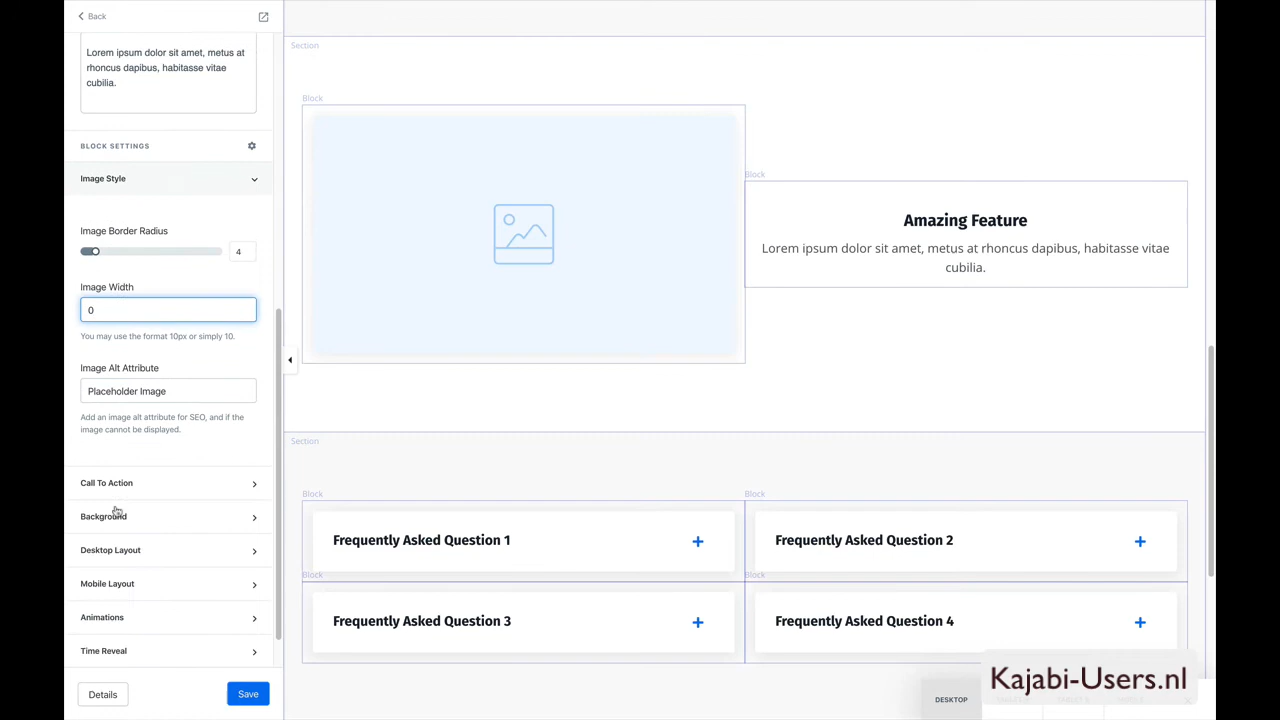 Back
Lorem ipsum dolor sit amet, metus at
rhoncus dapibus, habitasse vitae
cubilia.
BLOCK SETTINGS
Image Style
Image Border Radius
4
Image Width
0
You may use the format 10px or simply 10.
Image Alt Attribute
Placeholder Image
Add an image alt attribute for SEO, and if the
image cannot be displayed.
Call To Action
Background
Desktop Layout
Mobile Layout
Animations
Time Reveal
Details
Save
Section
Block
Block
Amazing Feature
Lorem ipsum dolor sit amet, metus at rhoncus dapibus, habitasse vitae
cubilia.
Section
Block
Block
Frequently Asked Question 1
Frequently Asked Question 2
Block
Block
Frequently Asked Question 3
Frequently Asked Question 4
Kajabi-Users.nl
DESKTOP